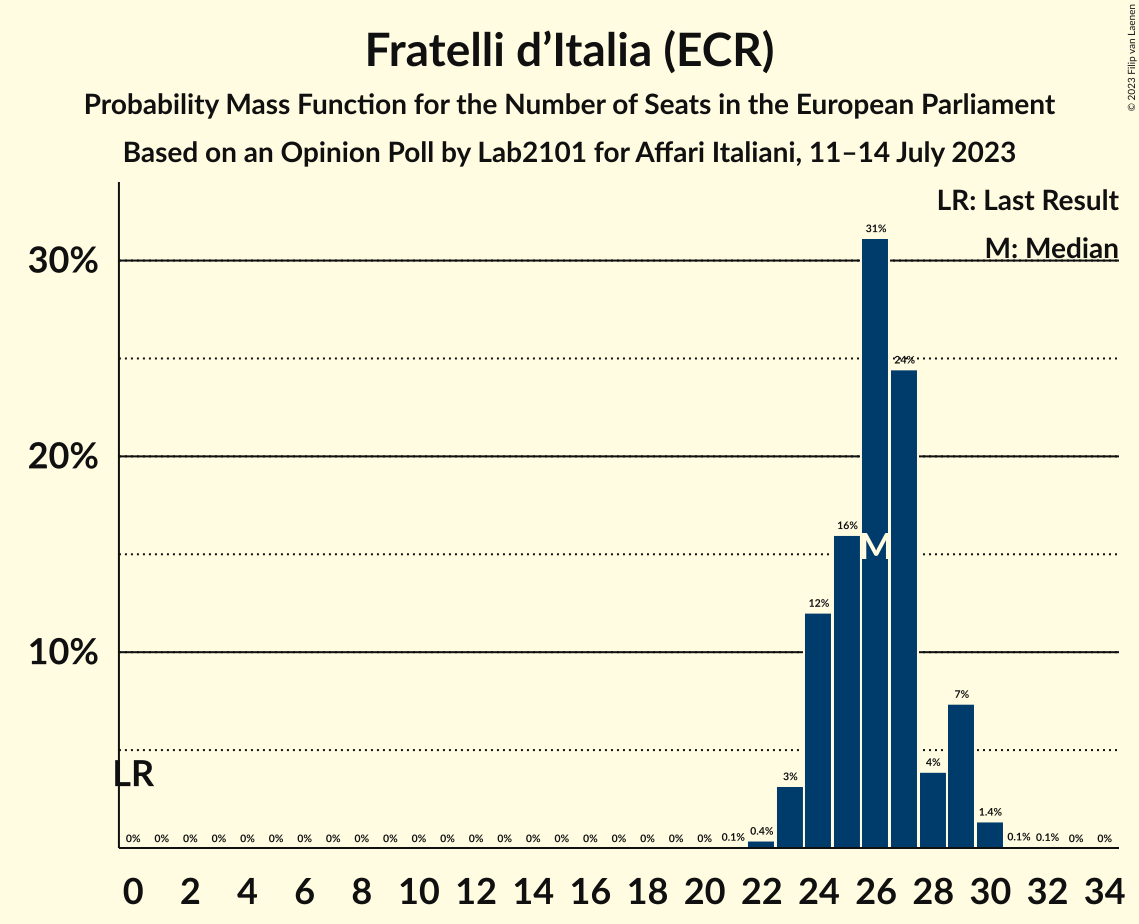 Fratelli d’Italia (ECR)
Probability Mass Function for the Number of Seats in the European Parliament
Based on an Opinion Poll by Lab2101 for Affari Italiani, 11–14 July 2023
© 2023 Filip van Laenen
LR: Last Result
M: Median
30%
20%
10%
31%
24%
16%
M
12%
7%
LR
3%
4%
1.4%
0% 0% 0% 0% 0% 0% 0% 0% 0% 0% 0% 0% 0% 0% 0% 0% 0% 0% 0% 0% 0% 0.1% 0.4% 0.1% 0.1% 0% 0%
0 2 4 6 8 10 12 14 16 18 20 22 24 26 28 30 32 34